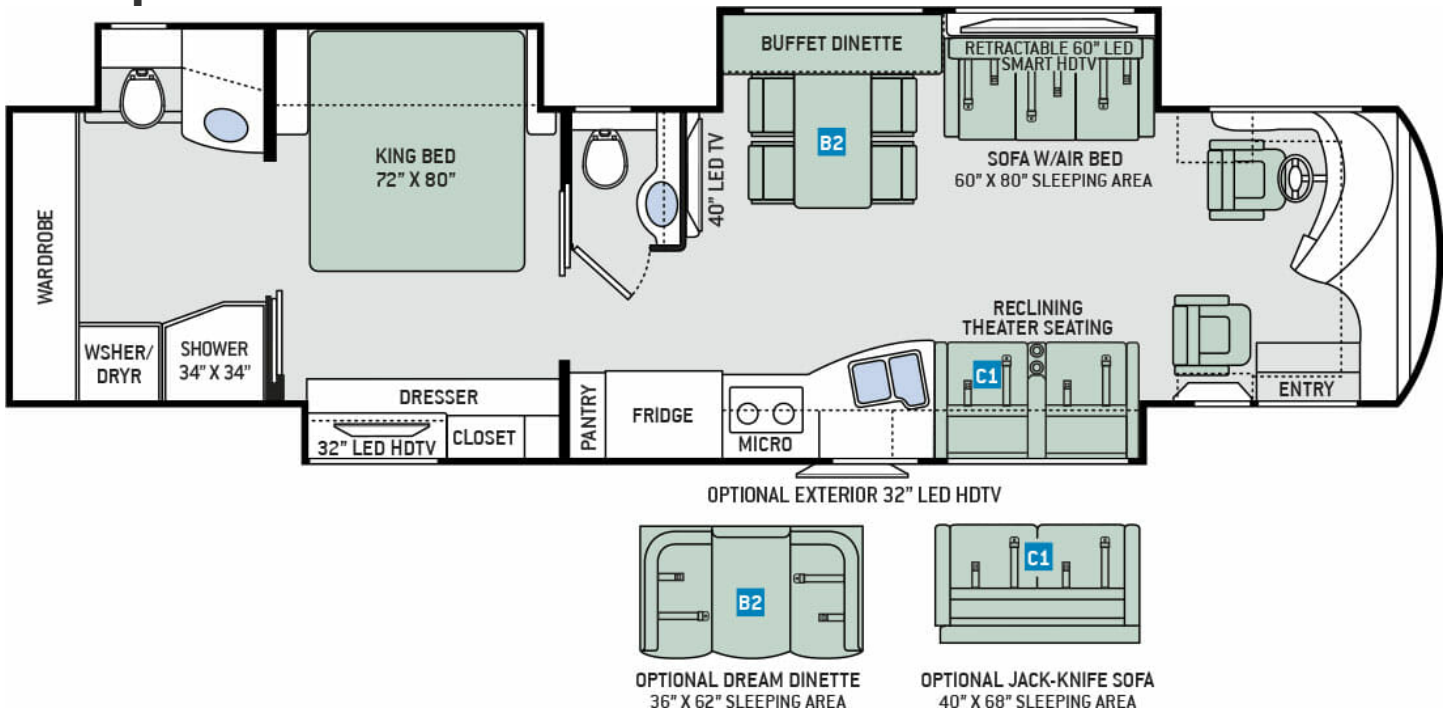 BUFFET DINETTE
RETRACTABLE 60" LED
SMART HDTV
B2
KING BED
72" X 80"
40" LED TV
SOFA W/AIR BED
60" X 80" SLEEPING AREA
WARDROBE
RECLINING
THEATER SEATING
WSHER/
DRYR
SHOWER
34" X 34"
C1
DRESSER
ENTRY
PANTRY
FRIDGE
MICRO
32" LED HDTV
CLOSET
OPTIONAL EXTERIOR 32" LED HDTV
B2
C1
OPTIONAL DREAM DINETTE
36" X 62" SLEEPING AREA
OPTIONAL JACK-KNIFE SOFA
40" X 68" SLEEPING AREA